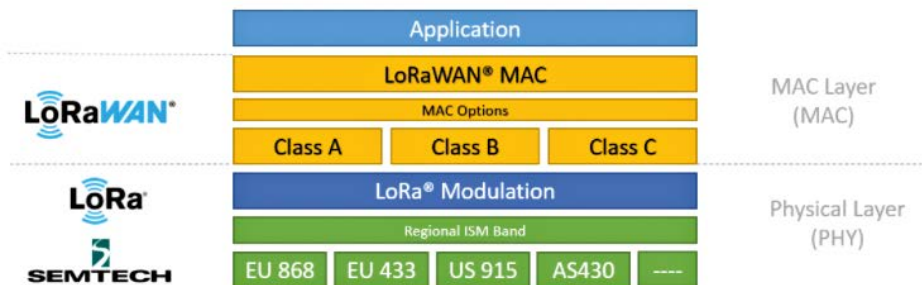 Application
LoRaWAN® MAC
MAC Options
Class A Class B Class C
LoRaWAN®
MAC Layer
(MAC)
LoRa® Modulation
Regional ISM Band
EU 868 EU 433 US 915 AS430 ----
LoRa®
SEMTECH
Physical Layer
(PHY)